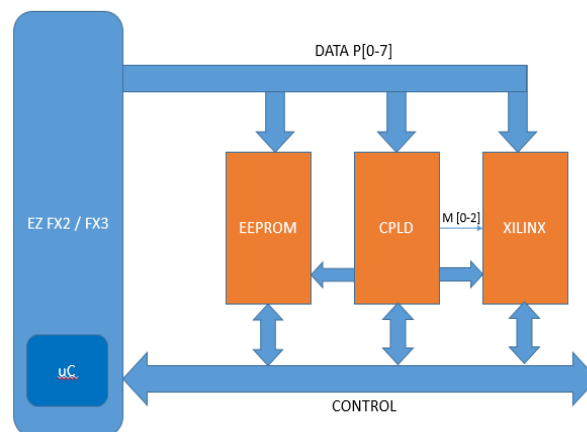 DATA P[0-7]
EZ FX2 / FX3
EEPROM
CPLD
M [0-2]
XILINX
uC
CONTROL